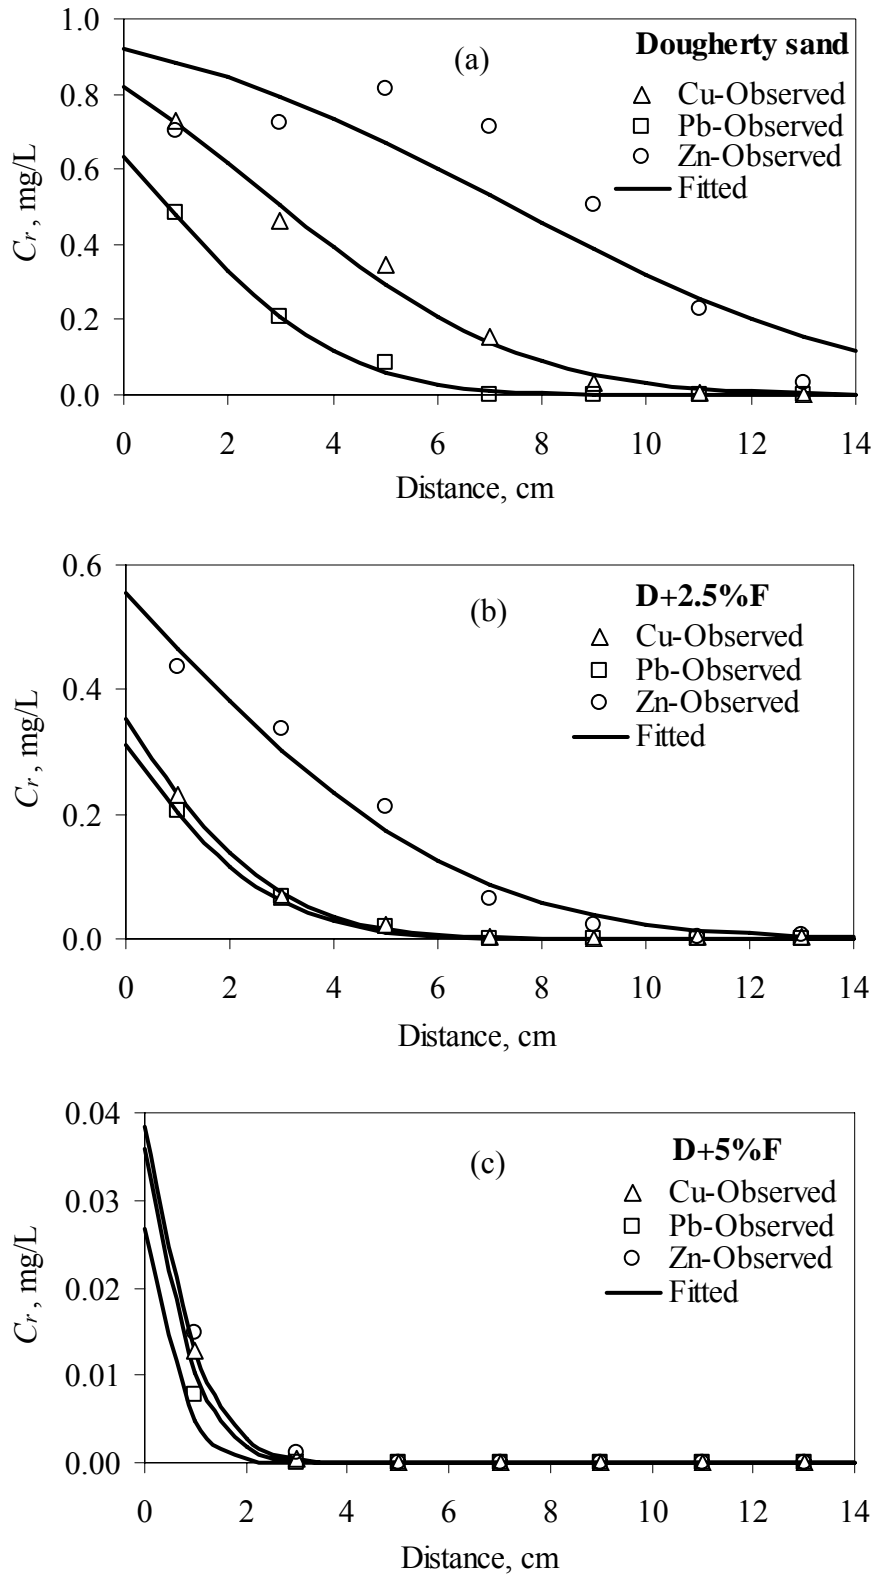 1.0
0.8
0.6
0.4
0.2
0.0
Cr, mg/L
(a)
Dougherty sand
Cu-Observed
Pb-Observed
Zn-Observed
Fitted
0 2 4 6 8 10 12 14
Distance, cm
0.6
0.4
0.2
0.0
Cr, mg/L
(b)
D+2.5%F
Cu-Observed
Pb-Observed
Zn-Observed
Fitted
0 2 4 6 8 10 12 14
Distance, cm
0.04
0.03
0.02
0.01
0.00
Cr, mg/L
(c)
D+5%F
Cu-Observed
Pb-Observed
Zn-Observed
Fitted
0 2 4 6 8 10 12 14
Distance, cm